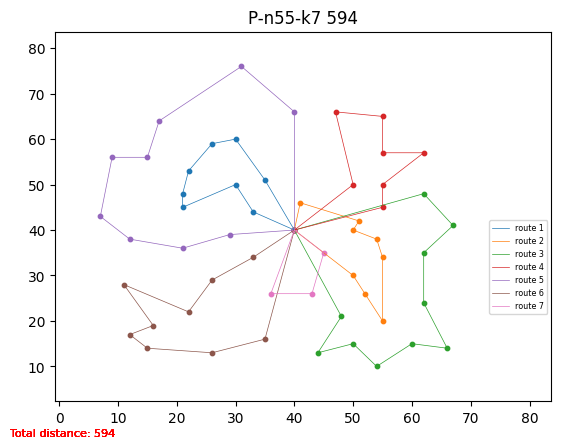 P-n55-k7 594
80
70
60
50
40
30
20
10
0 10 20 30 40 50 60 70 80
route 1
route 2
route 3
route 4
route 5
route 6
route 7
Total distance: 594